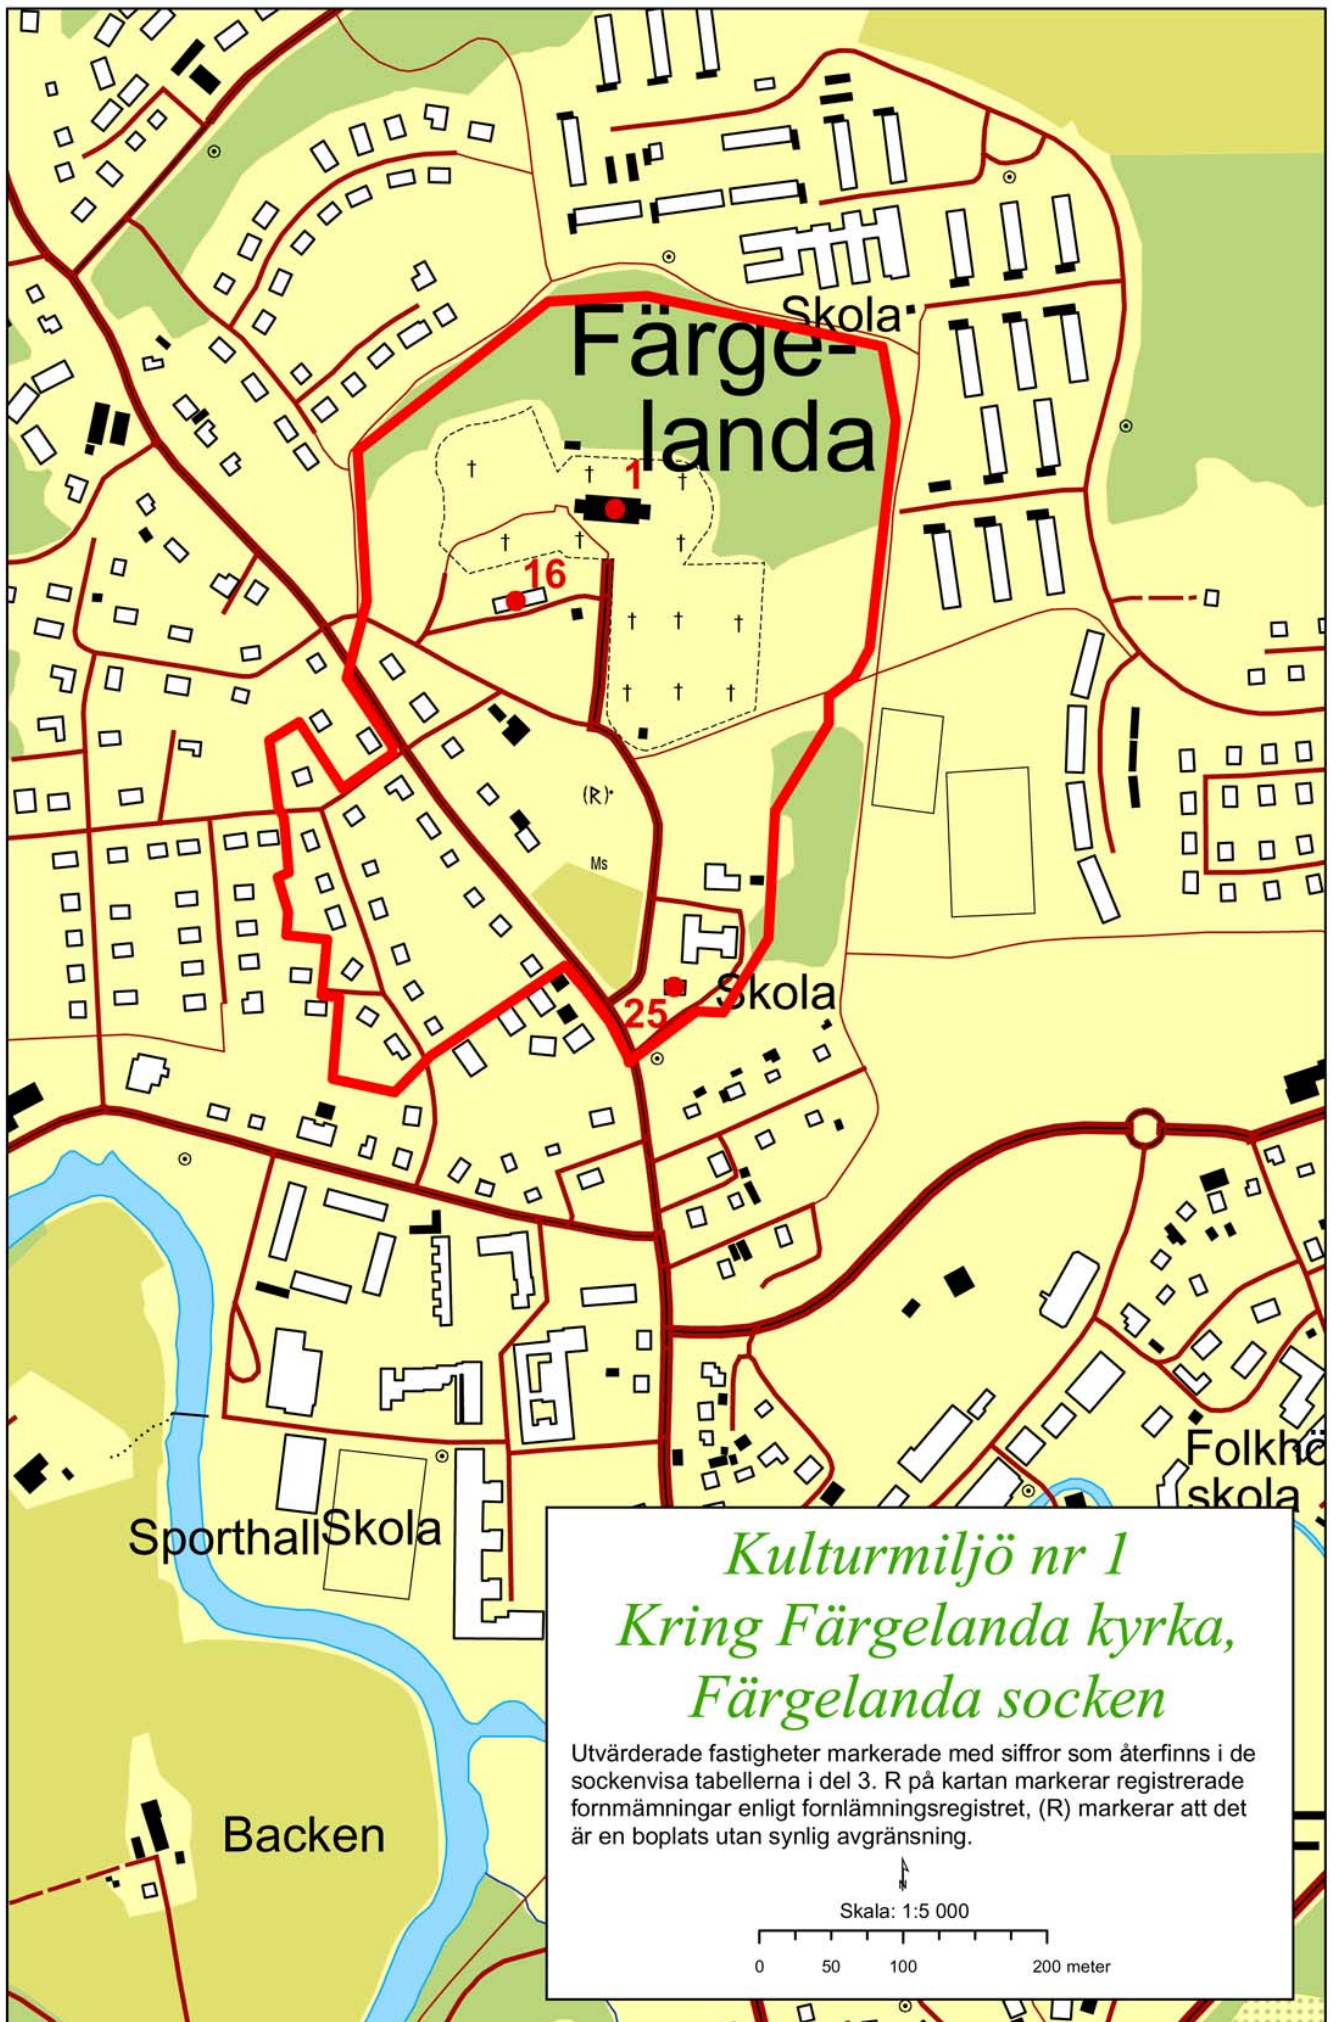 Skola
Färge-
landa
1
16
(R)
Ms
Skola
25
Folkhö
skola
Sporthall
Skola
Backen
Kulturmiljö nr 1
Kring Färgelanda kyrka,
Färgelanda socken
Utvärderade fastigheter markerade med siffror som återfinns i de
sockenvisa tabellerna i del 3. R på kartan markerar registrerade
fornmämningar enligt fornlämningsregistret, (R) markerar att det
är en boplats utan synlig avgränsning.
N
Skala: 1:5 000
0 50 100 200 meter